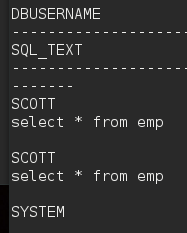 DBUSERNAME
--------------------
SQL_TEXT
--------------------
-------
SCOTT
select * from emp
SCOTT
select * from emp
SYSTEM